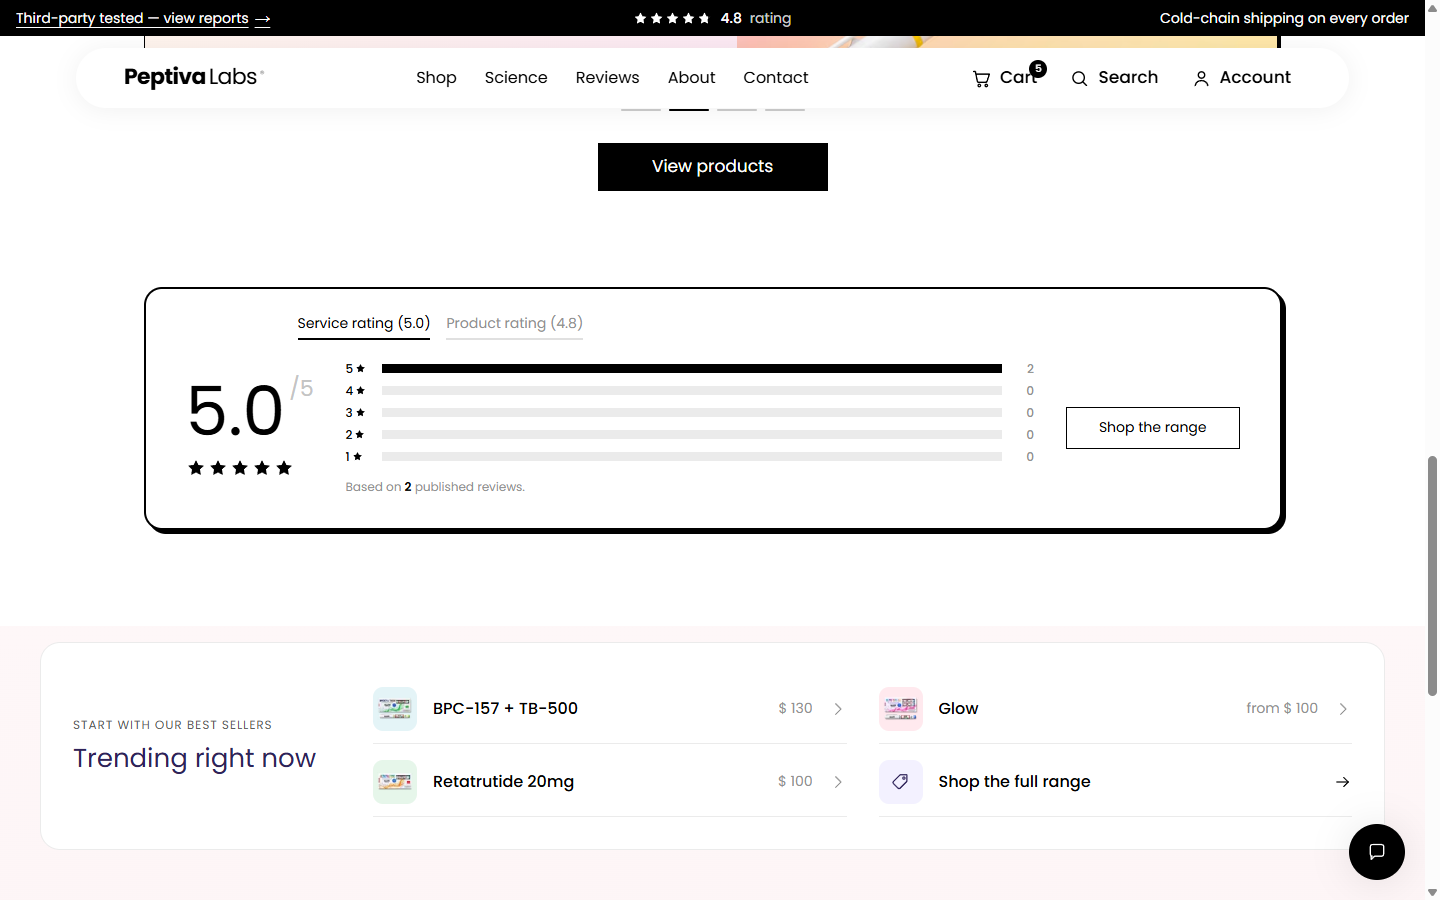 Third-party tested — view reports →
4.8 rating
Cold-chain shipping on every order
Peptiva Labs
Shop
Science
Reviews
About
Contact
Cart 5
Search
Account
View products
Service rating (5.0)
Product rating (4.8)
5.0 /5
5 ★ 2
4 ★ 0
3 ★ 0
2 ★ 0
1 ★ 0
Based on 2 published reviews.
Shop the range
START WITH OUR BEST SELLERS
Trending right now
BPC-157 + TB-500 $ 130
Glow from $ 100
Retatrutide 20mg $ 100
Shop the full range →